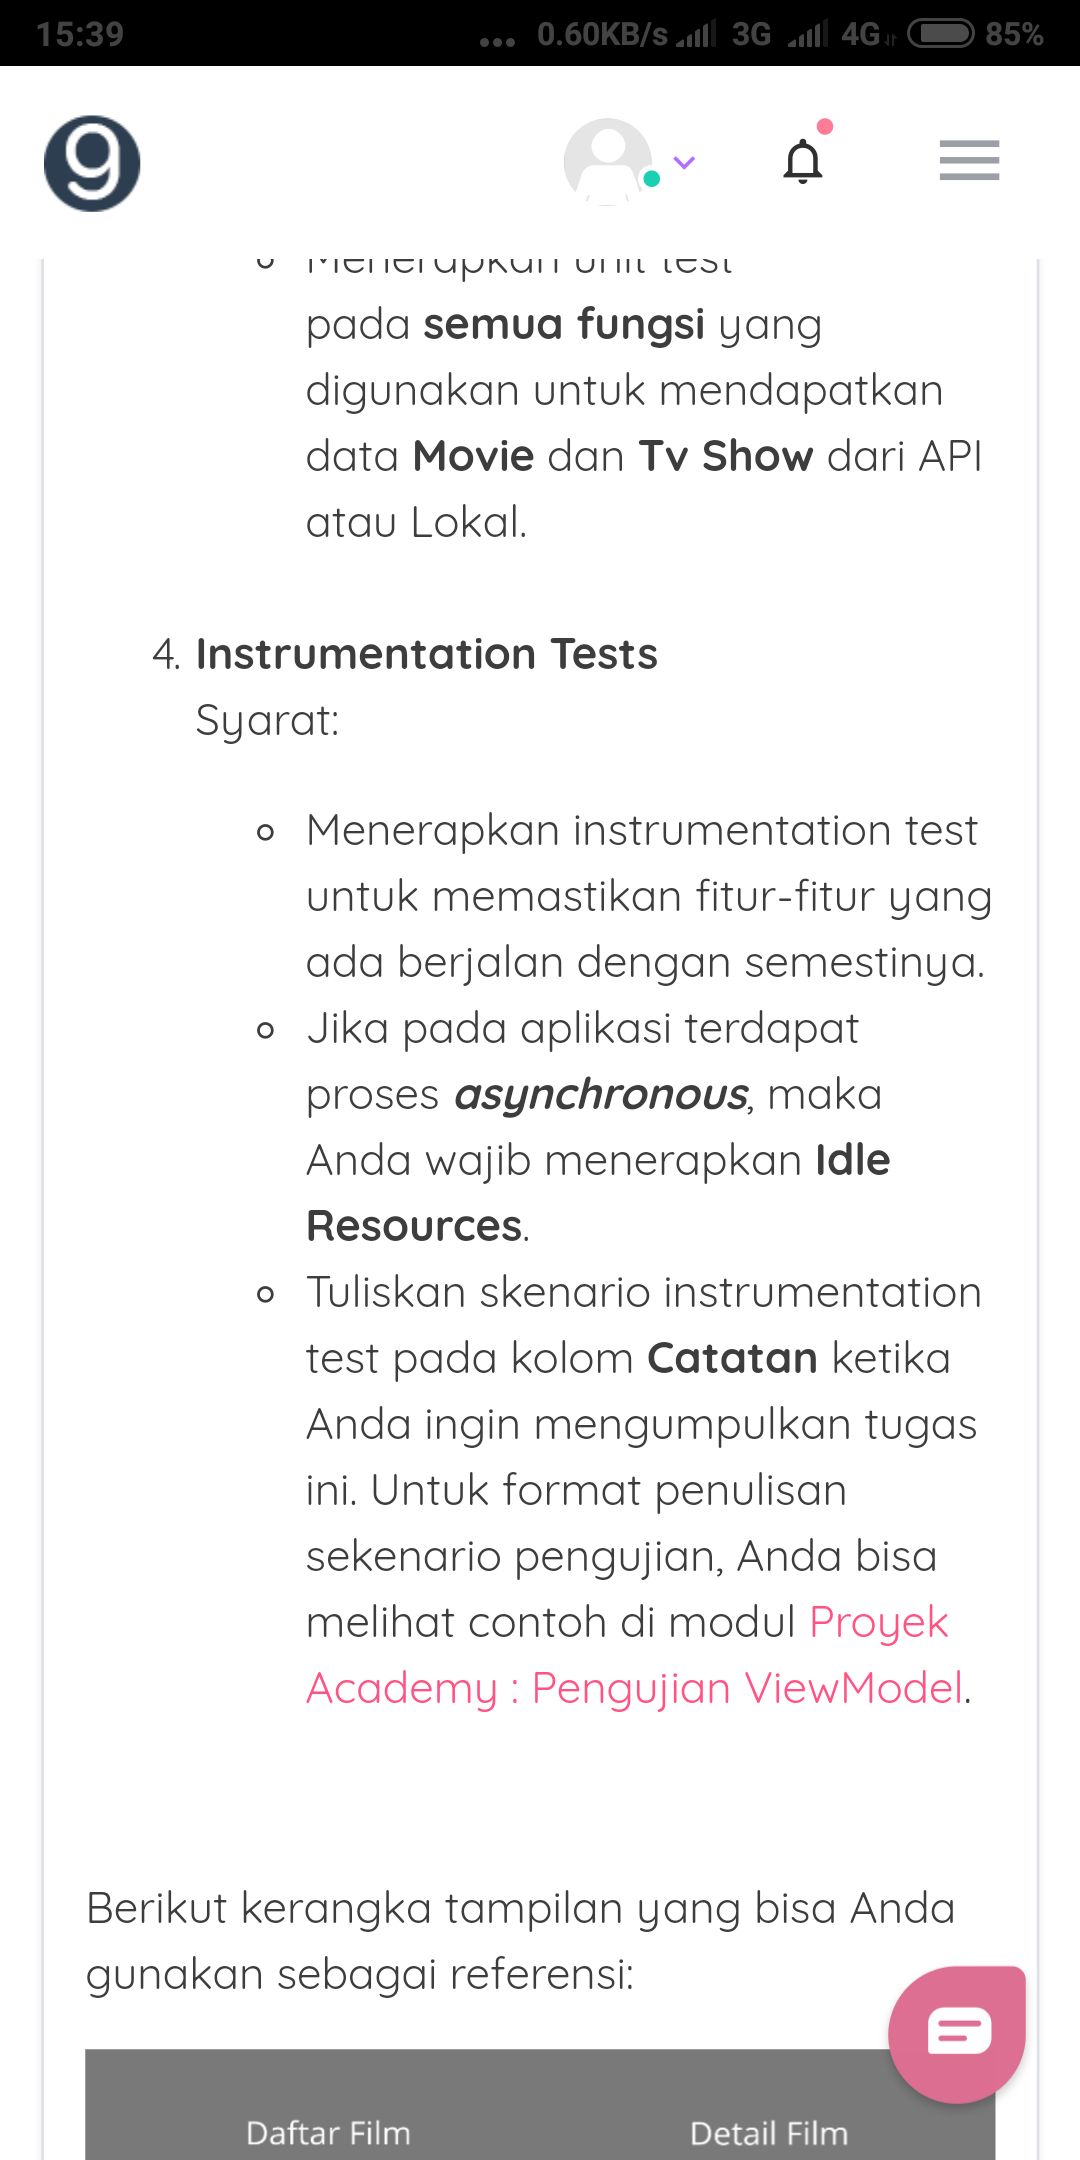 15:39 ... 0.60KB/s 3G 4G 85%
g
Menerapkan unit test
pada semua fungsi yang
digunakan untuk mendapatkan
data Movie dan Tv Show dari API
atau Lokal.
4. Instrumentation Tests
Syarat:
Menerapkan instrumentation test
untuk memastikan fitur-fitur yang
ada berjalan dengan semestinya.
Jika pada aplikasi terdapat
proses asynchronous, maka
Anda wajib menerapkan Idle
Resources.
Tuliskan skenario instrumentation
test pada kolom Catatan ketika
Anda ingin mengumpulkan tugas
ini. Untuk format penulisan
sekenario pengujian, Anda bisa
melihat contoh di modul Proyek
Academy : Pengujian ViewModel.
Berikut kerangka tampilan yang bisa Anda
gunakan sebagai referensi:
Daftar Film Detail Film